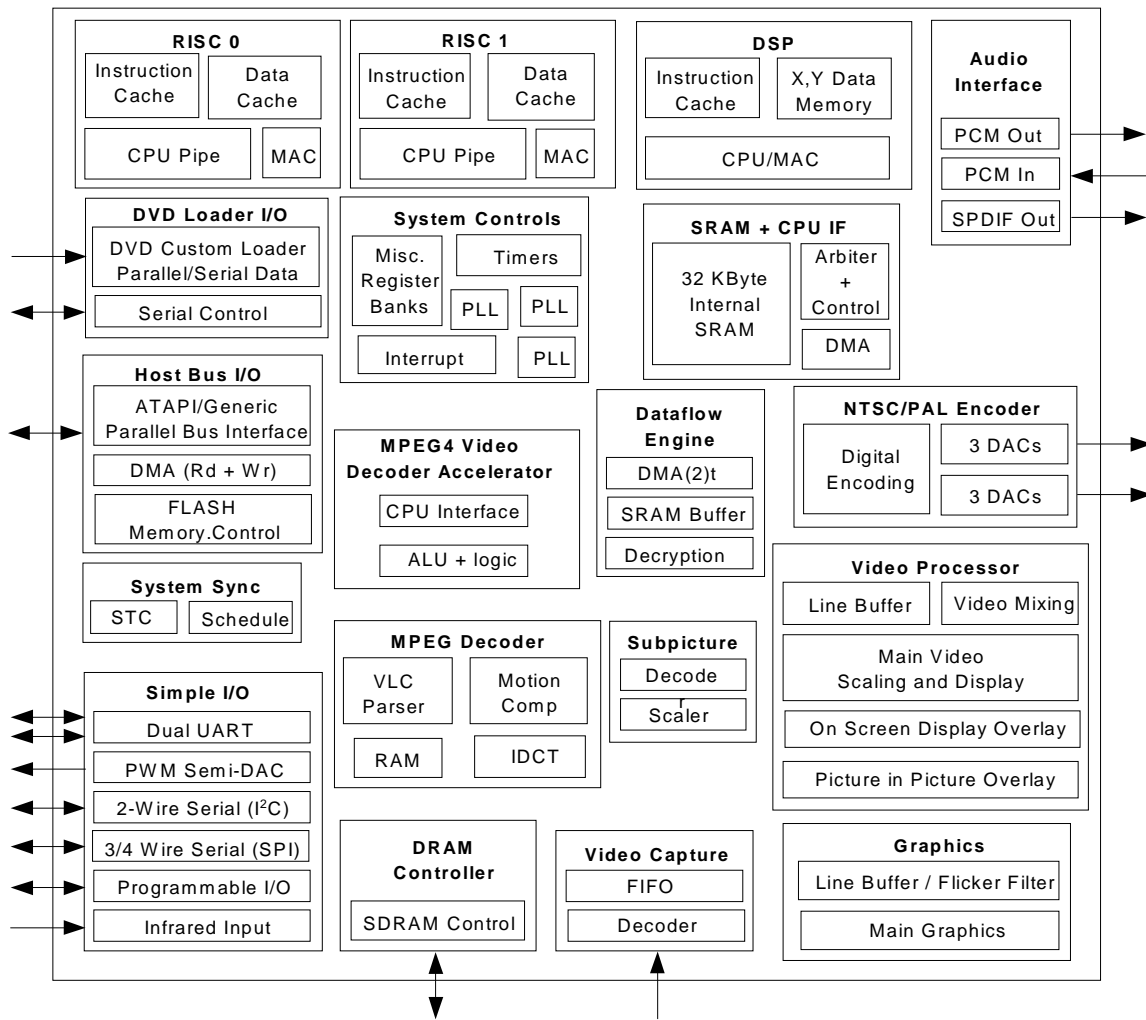 RISC 0
Instruction
Cache
Data
Cache
CPU Pipe
MAC
RISC 1
Instruction
Cache
Data
Cache
CPU Pipe
MAC
DSP
Instruction
Cache
X,Y Data
Memory
CPU/MAC
Audio
Interface
PCM Out
PCM In
SPDIF Out
DVD Loader I/O
DVD Custom Loader
Parallel/Serial Data
Serial Control
System Controls
Misc.
Register
Banks
Timers
PLL
PLL
Interrupt
PLL
SRAM + CPU IF
32 KByte
Internal
SRAM
Arbiter
+
Control
DMA
Host Bus I/O
ATAPI/Generic
Parallel Bus Interface
DMA (Rd + Wr)
FLASH
Memory.Control
MPEG4 Video
Decoder Accelerator
CPU Interface
ALU + logic
Dataflow
Engine
DMA(2)t
SRAM Buffer
Decryption
NTSC/PAL Encoder
Digital
Encoding
3 DACs
3 DACs
System Sync
STC
Schedule
MPEG Decoder
VLC
Parser
Motion
Comp
RAM
IDCT
Subpicture
Decode
r
Scaler
Video Processor
Line Buffer
Video Mixing
Main Video
Scaling and Display
On Screen Display Overlay
Picture in Picture Overlay
Simple I/O
Dual UART
PWM Semi-DAC
2-Wire Serial (I²C)
3/4 Wire Serial (SPI)
Programmable I/O
Infrared Input
DRAM
Controller
SDRAM Control
Video Capture
FIFO
Decoder
Graphics
Line Buffer / Flicker Filter
Main Graphics